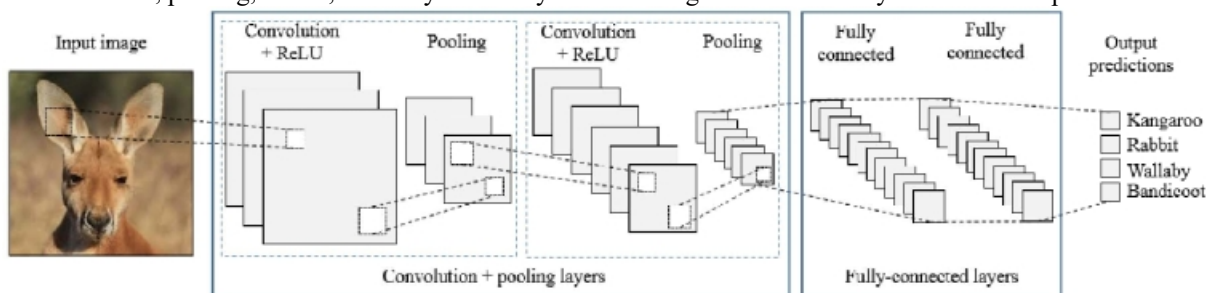 Input image
Convolution
+ ReLU
Pooling
Convolution
+ ReLU
Pooling
Fully
connected
Fully
connected
Output
predictions
Kangaroo
Rabbit
Wallaby
Bandicoot
Convolution + pooling layers
Fully-connected layers